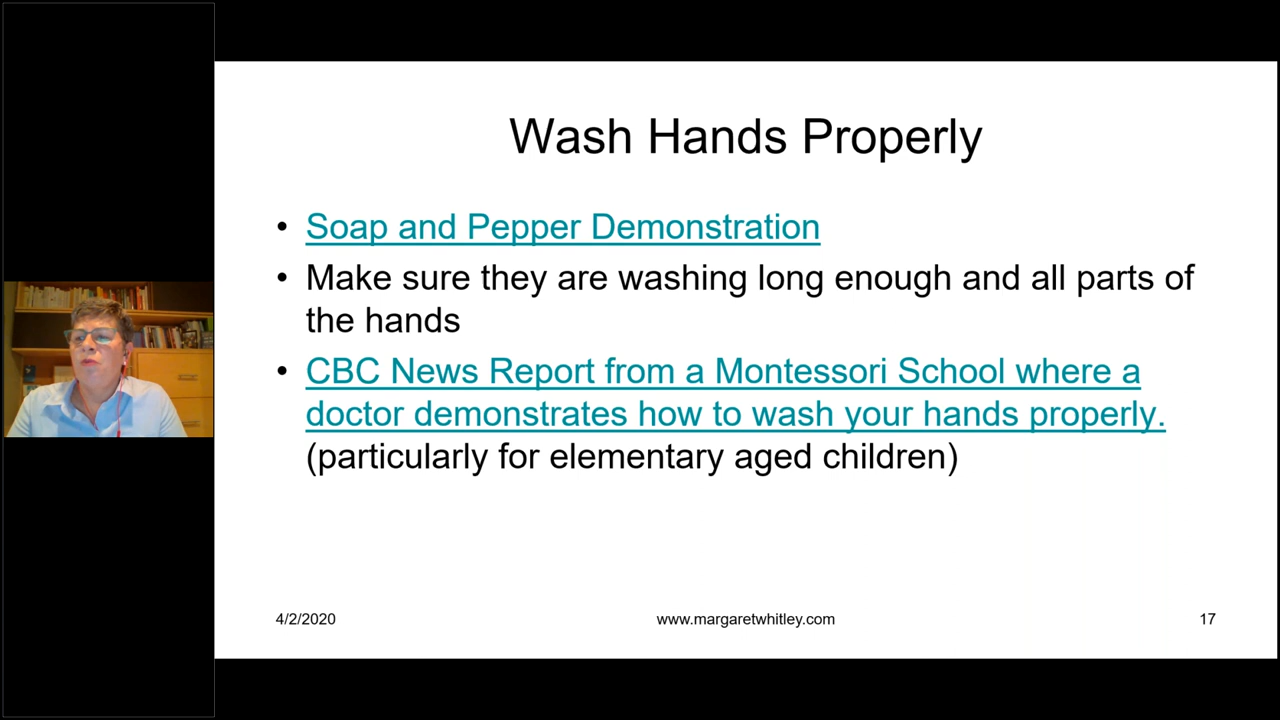 Wash Hands Properly
• Soap and Pepper Demonstration
• Make sure they are washing long enough and all parts of
the hands
• CBC News Report from a Montessori School where a
doctor demonstrates how to wash your hands properly.
(particularly for elementary aged children)
4/2/2020 www.margaretwhitley.com 17